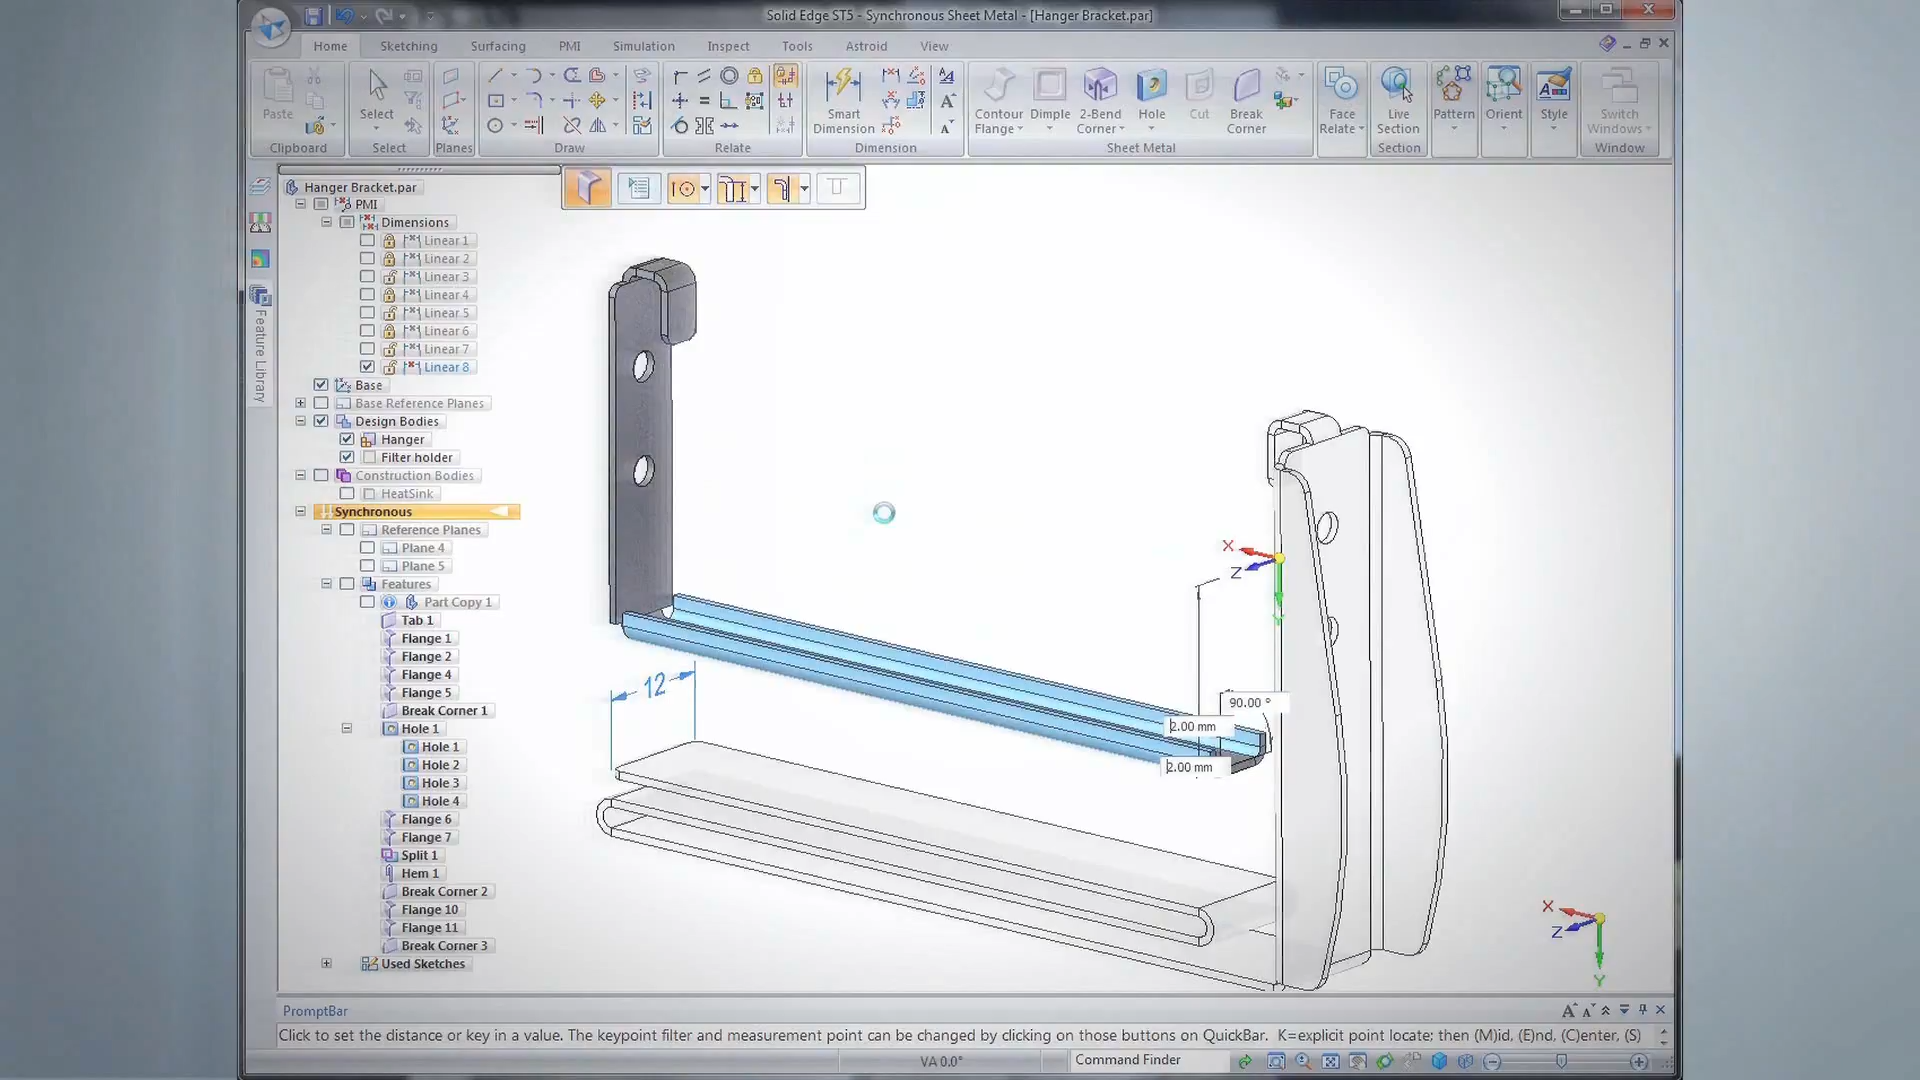 Solid Edge ST5 - Synchronous Sheet Metal - [Hanger Bracket.par]
Home Sketching Surfacing PMI Simulation Inspect Tools Astroid View
Paste
Select
Smart Dimension
Contour Flange
Dimple
2-Bend Corner
Hole
Cut
Break Corner
Face Relate
Live Section
Pattern
Orient
Style
Switch Windows
Clipboard Select Planes Draw Relate Dimension Sheet Metal Section Window
Hanger Bracket.par
PMI
Dimensions
Linear 1
Linear 2
Linear 3
Linear 4
Linear 5
Linear 6
Linear 7
Linear 8
Base
Base Reference Planes
Design Bodies
Hanger
Filter holder
Construction Bodies
HeatSink
Synchronous
Reference Planes
Plane 4
Plane 5
Features
Part Copy 1
Tab 1
Flange 1
Flange 2
Flange 4
Flange 5
Break Corner 1
Hole 1
Hole 1
Hole 2
Hole 3
Hole 4
Flange 6
Flange 7
Split 1
Hem 1
Break Corner 2
Flange 10
Flange 11
Break Corner 3
Used Sketches
Feature Library
12
X
Z
Y
90.00 °
2.00 mm
2.00 mm
X
Z
Y
PromptBar
Click to set the distance or key in a value. The keypoint filter and measurement point can be changed by clicking on those buttons on QuickBar. K=explicit point locate; then (M)id, (E)nd, (C)enter, (S)
VA 0.0°
Command Finder